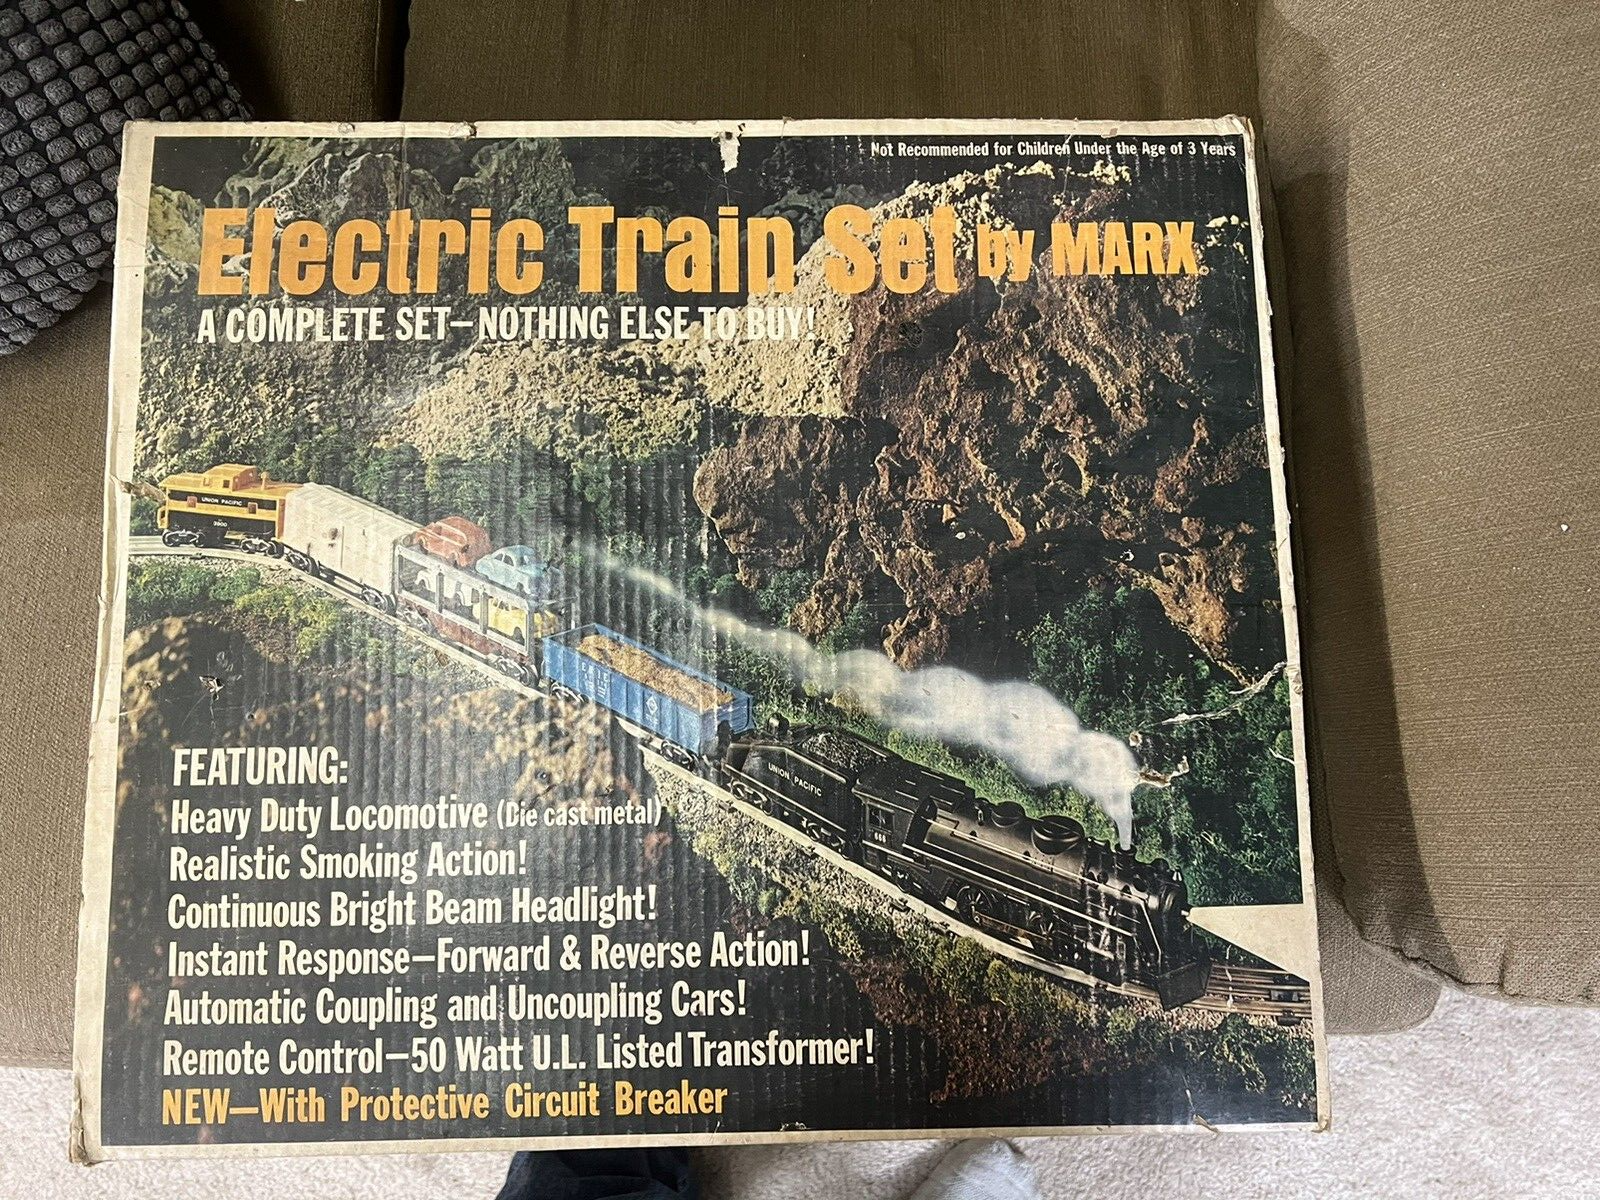 Not Recommended for Children Under the Age of 3 Years
Electric Train Set by MARX
A COMPLETE SET—NOTHING ELSE TO BUY!
UNION PACIFIC
3900
ERIE
UNION PACIFIC
666
FEATURING:
Heavy Duty Locomotive (Die cast metal)
Realistic Smoking Action!
Continuous Bright Beam Headlight!
Instant Response—Forward & Reverse Action!
Automatic Coupling and Uncoupling Cars!
Remote Control—50 Watt U.L. Listed Transformer!
NEW—With Protective Circuit Breaker